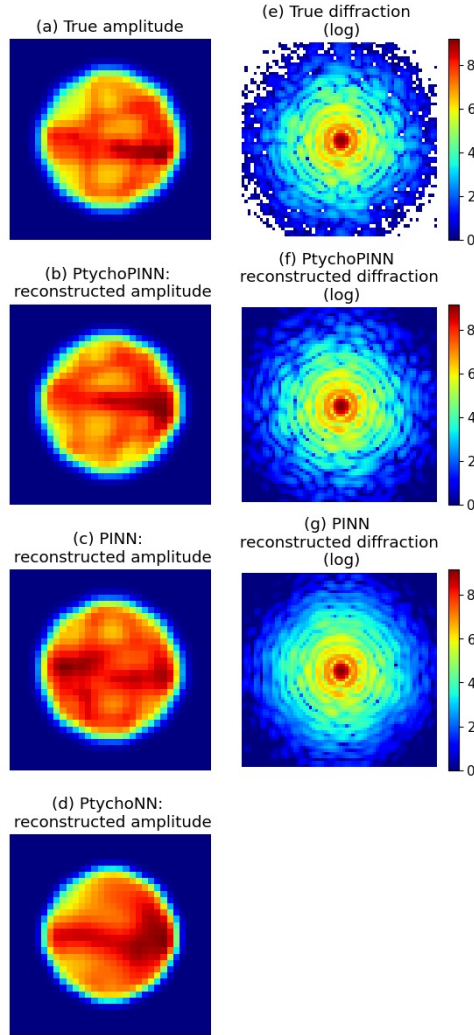 (a) True amplitude
(e) True diffraction
(log)
8
6
4
2
0
(b) PtychoPINN:
reconstructed amplitude
(f) PtychoPINN
reconstructed diffraction
(log)
8
6
4
2
0
(c) PINN:
reconstructed amplitude
(g) PINN
reconstructed diffraction
(log)
8
6
4
2
0
(d) PtychoNN:
reconstructed amplitude